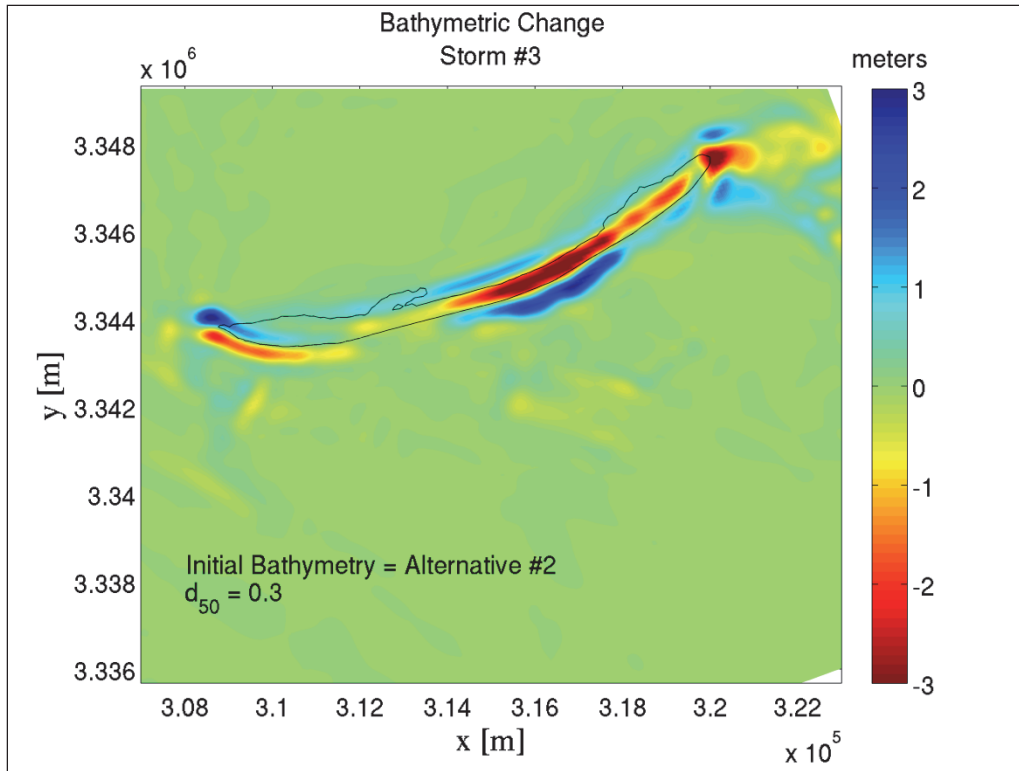 Bathymetric Change
Storm #3
x 10^6
meters
3.348
3.346
3.344
3.342
3.34
3.338
3.336
y [m]
Initial Bathymetry = Alternative #2
d_50 = 0.3
3.08 3.1 3.12 3.14 3.16 3.18 3.2 3.22
x [m]
x 10^5
3
2
1
0
-1
-2
-3